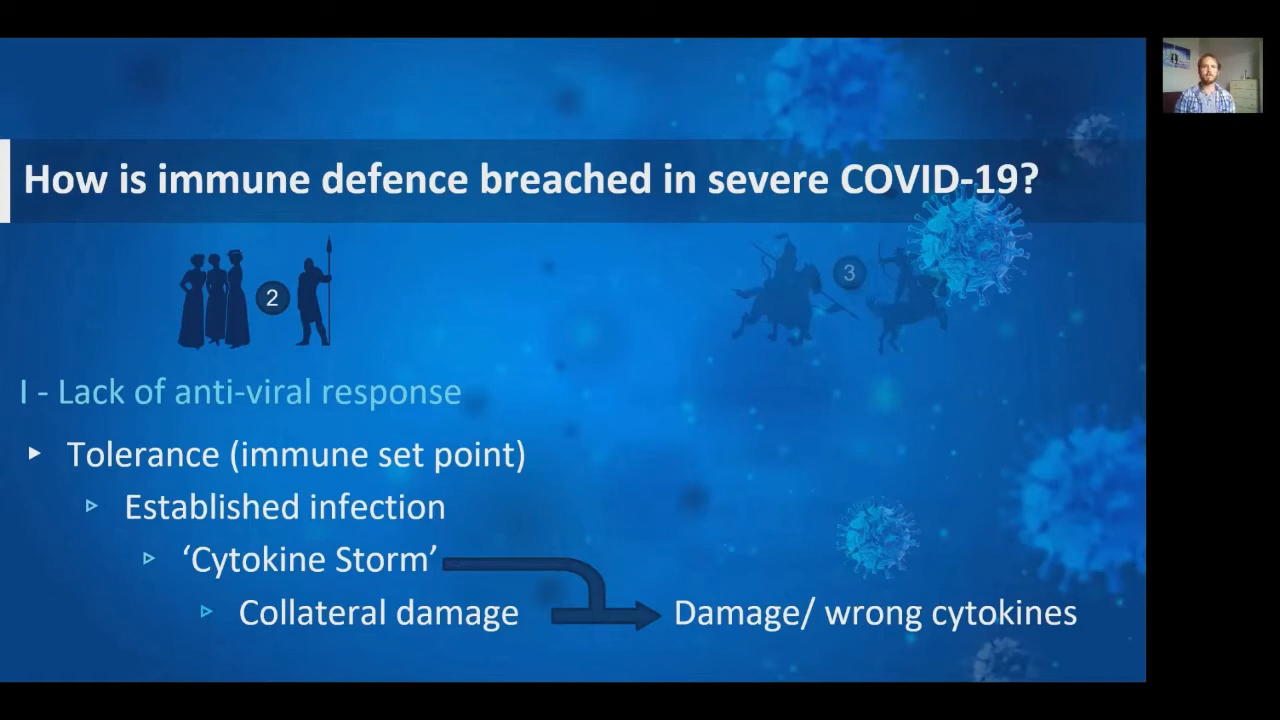 How is immune defence breached in severe COVID-19?
2
3
I - Lack of anti-viral response
Tolerance (immune set point)
Established infection
‘Cytokine Storm’
Collateral damage
Damage/ wrong cytokines